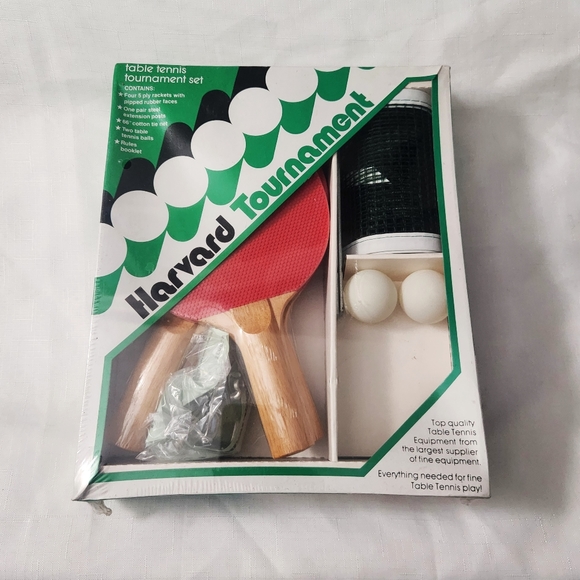 table tennis
tournament set
CONTAINS:
★ Four 5 ply rackets with
pipped rubber faces
★ One pair steel
extension posts
★ 66" cotton tie net
★ Two table
tennis balls
★ Rules
booklet
Harvard Tournament
Top quality
Table Tennis
Equipment from
the largest supplier
of fine equipment.
Everything needed for fine
Table Tennis play!